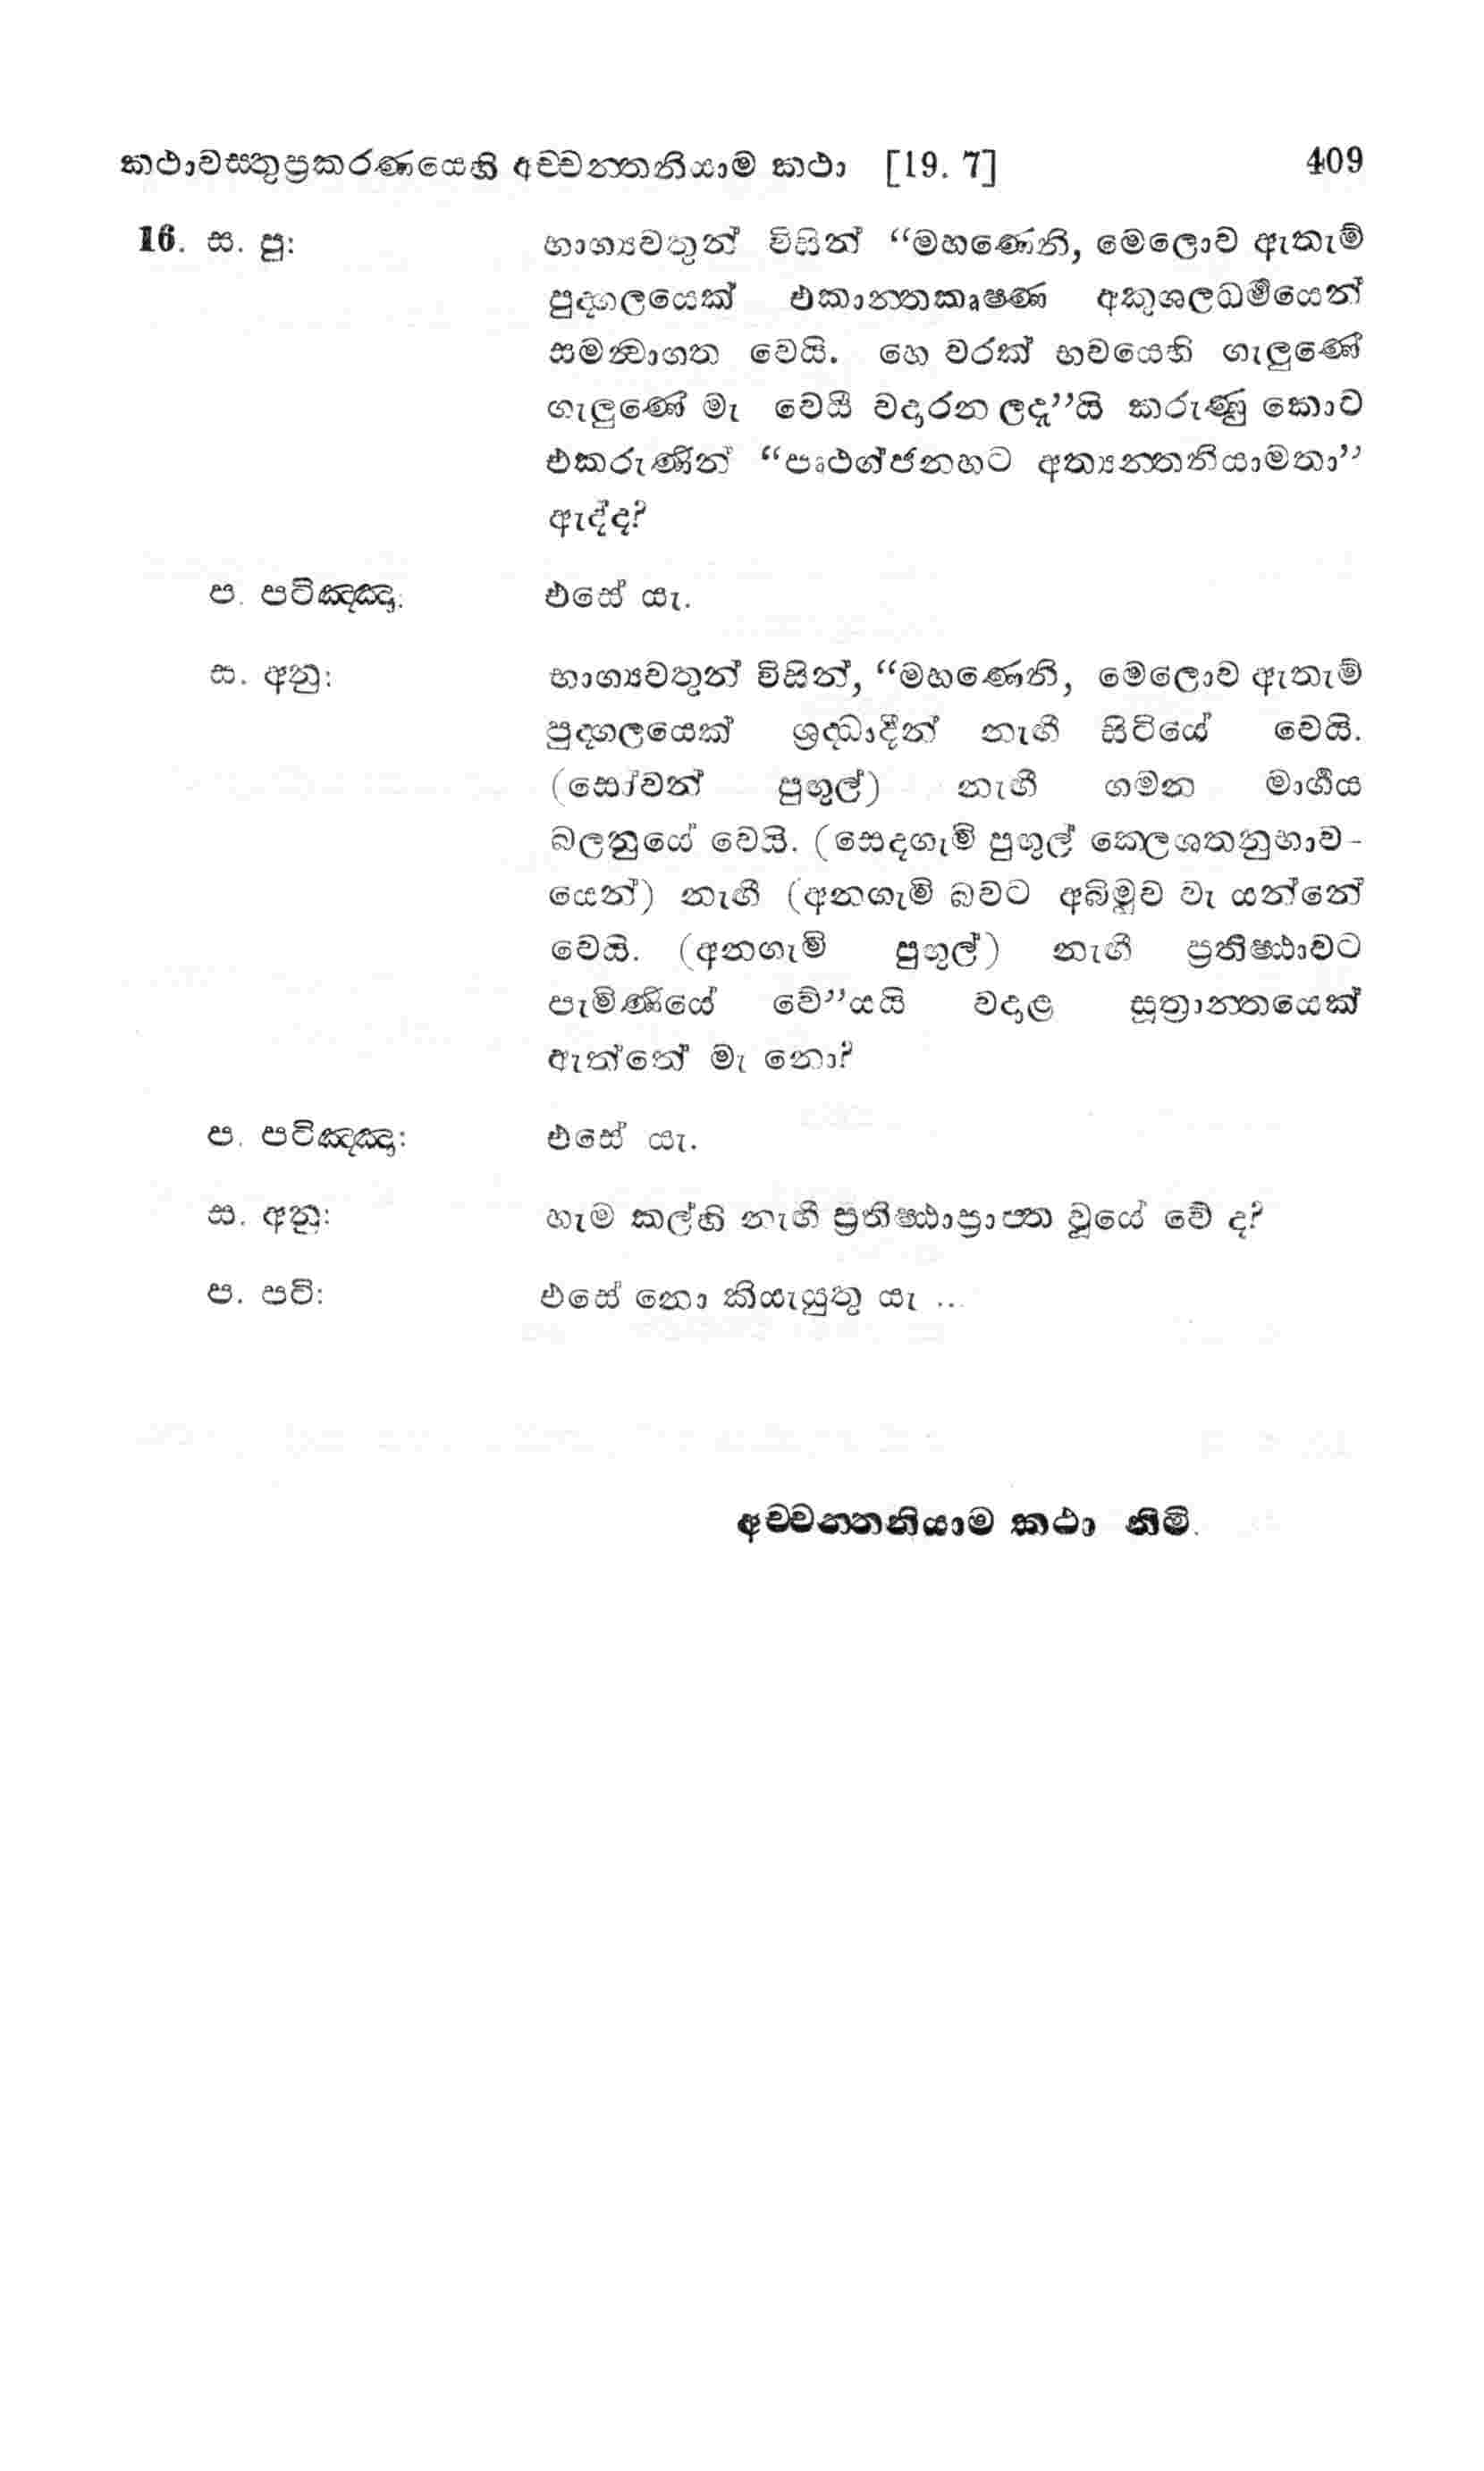 කථාවස්තුප්‍රකරණයෙහි අච්චන්තනියාම කථා [19. 7] 409
16. ස. පු: භාග්‍යවතුන් විසින් “මහණෙනි, මෙලොව ඇතැම්
පුද්ගලයෙක් ඒකාන්තකෘෂ්ණ අකුශලධර්මයෙන්
සමන්වාගත වෙයි. හෙ වරක් භවයෙහි ගැලුණේ
ගැලුණේ මැ වෙයී වදාරන ලදැ”යි කරුණු කොට
එකරුණින් “පෘථග්ජනහට අත්‍යන්තනියාමතා”
ඇද්ද?
ප. පටිඤ්ඤා: එසේ යැ.
ස. අනු: භාග්‍යවතුන් විසින්, “මහණෙනි, මෙලොව ඇතැම්
පුද්ගලයෙක් ශ්‍රද්ධාදීන් නැඟී සිටියේ වෙයි.
(සෝවන් පුඟුල්) නැඟී ගමන මාර්ගය
බලනුයේ වෙයි. (සෙදගැමි පුඟුල් කෙලශතනුභාව-
යෙන්) නැඟී (අනගැමි බවට අබිමුව වැ යන්නේ
වෙයි. (අනගැමි පුඟුල්) නැඟී ප්‍රතිෂ්ඨාවට
පැමිණියේ වේ”යයි වදාළ සූත්‍රාන්තයෙක්
ඇත්තේ මැ නො?
ප. පටිඤ්ඤා: එසේ යැ.
ස. අනු: හැම කල්හි නැඟී ප්‍රතිෂ්ඨාප්‍රාප්ත වූයේ වේ ද?
ප. පටි: එසේ නො කියැයුතු යැ ...
අච්චන්තනියාම කථා නිමි.